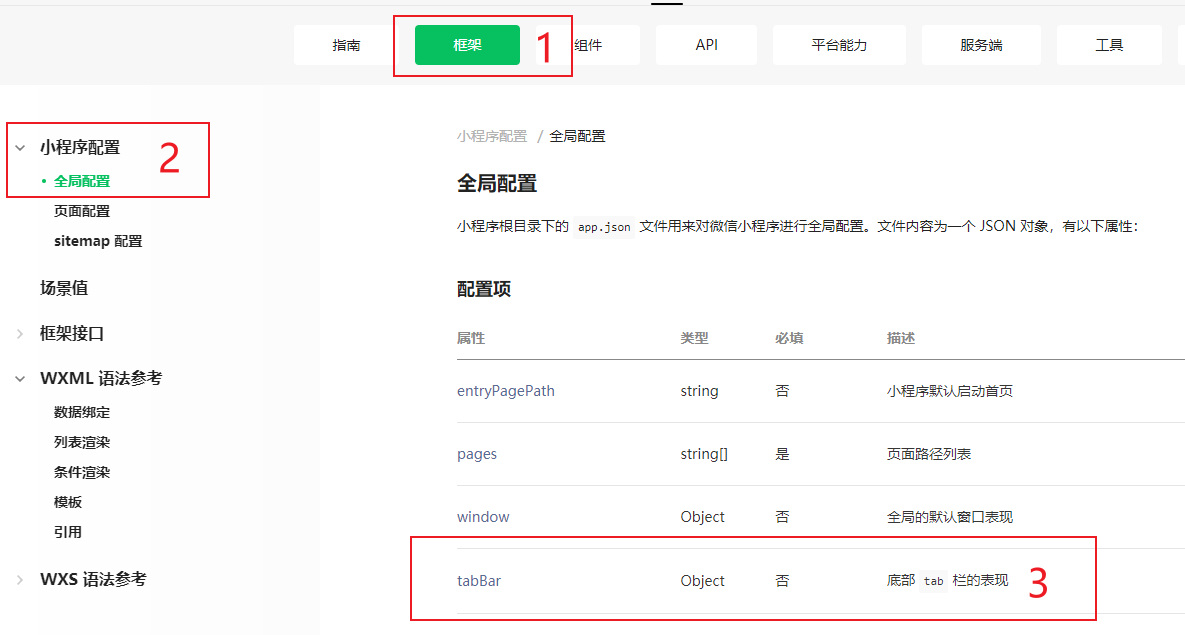 指南 框架 1 组件 API 平台能力 服务端 工具
小程序配置 2
全局配置
页面配置
sitemap 配置
场景值
框架接口
WXML 语法参考
数据绑定
列表渲染
条件渲染
模板
引用
WXS 语法参考
小程序配置 / 全局配置
全局配置
小程序根目录下的 app.json 文件用来对微信小程序进行全局配置。文件内容为一个 JSON 对象，有以下属性：
配置项
属性 类型 必填 描述
entryPagePath string 否 小程序默认启动首页
pages string[] 是 页面路径列表
window Object 否 全局的默认窗口表现
tabBar Object 否 底部 tab 栏的表现 3